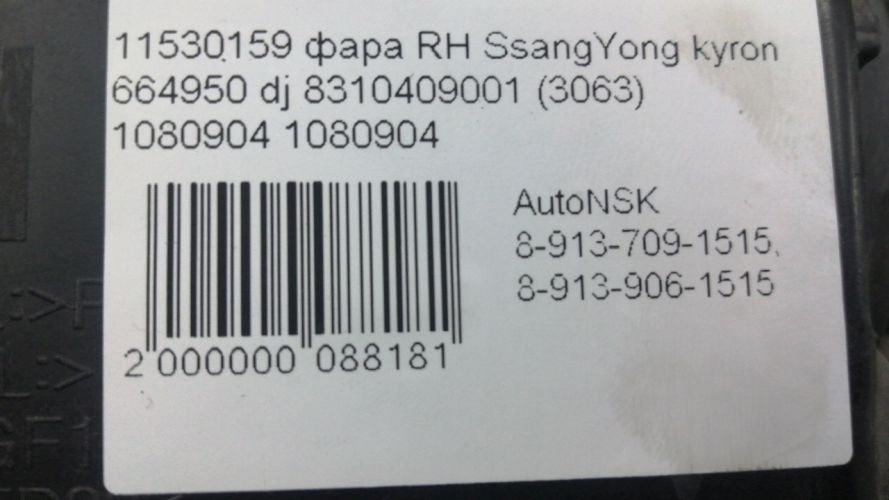 11530159 фара RH SsangYong kyron
664950 dj 8310409001 (3063)
1080904 1080904
AutoNSK
8-913-709-1515,
8-913-906-1515
2 000000 088181